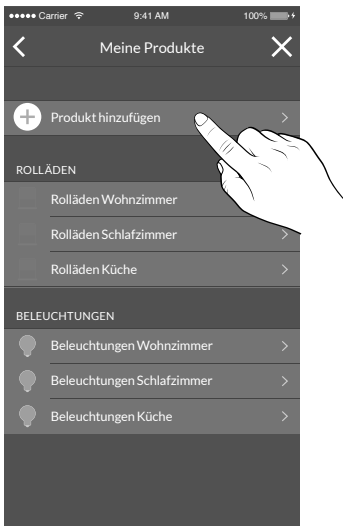 Carrier 9:41 AM 100%
Meine Produkte
Produkt hinzufügen
ROLLÄDEN
Rolläden Wohnzimmer
Rolläden Schlafzimmer
Rolläden Küche
BELEUCHTUNGEN
Beleuchtungen Wohnzimmer
Beleuchtungen Schlafzimmer
Beleuchtungen Küche